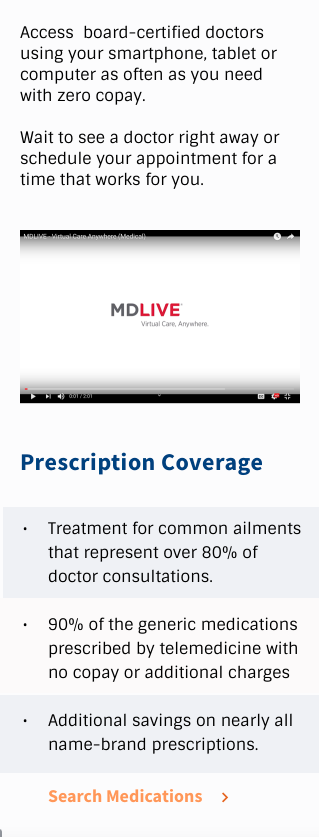 Access board-certified doctors
using your smartphone, tablet or
computer as often as you need
with zero copay.
Wait to see a doctor right away or
schedule your appointment for a
time that works for you.
MDLIVE - Virtual Care Anywhere (Medical)
MDLIVE
Virtual Care, Anywhere.
0:01 / 2:01
Prescription Coverage
• Treatment for common ailments
that represent over 80% of
doctor consultations.
• 90% of the generic medications
prescribed by telemedicine with
no copay or additional charges
• Additional savings on nearly all
name-brand prescriptions.
Search Medications >